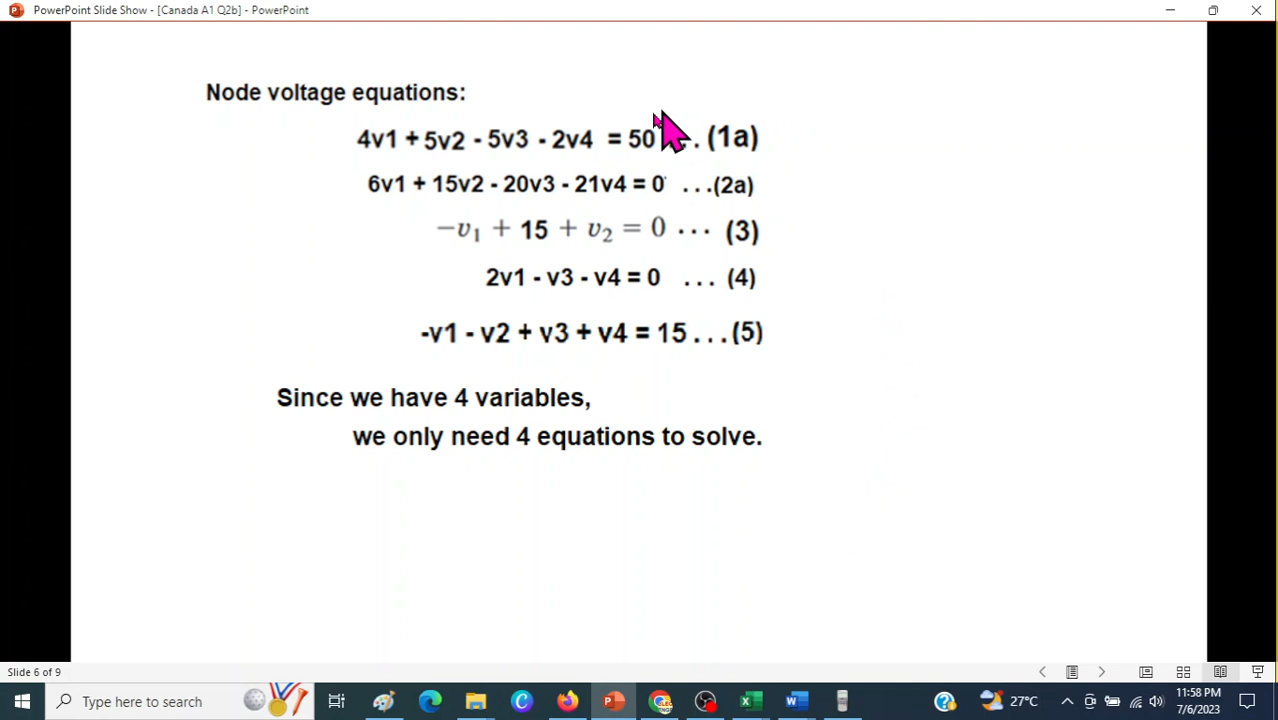 PowerPoint Slide Show - [Canada A1 Q2b] - PowerPoint
Node voltage equations:
4v1 + 5v2 - 5v3 - 2v4 = 50 . . (1a)
6v1 + 15v2 - 20v3 - 21v4 = 0 . . .(2a)
−v₁ + 15 + v₂ = 0 ··· (3)
2v1 - v3 - v4 = 0 . . . (4)
-v1 - v2 + v3 + v4 = 15 . . .(5)
Since we have 4 variables,
we only need 4 equations to solve.
Slide 6 of 9
Type here to search
27°C
11:58 PM
7/6/2023